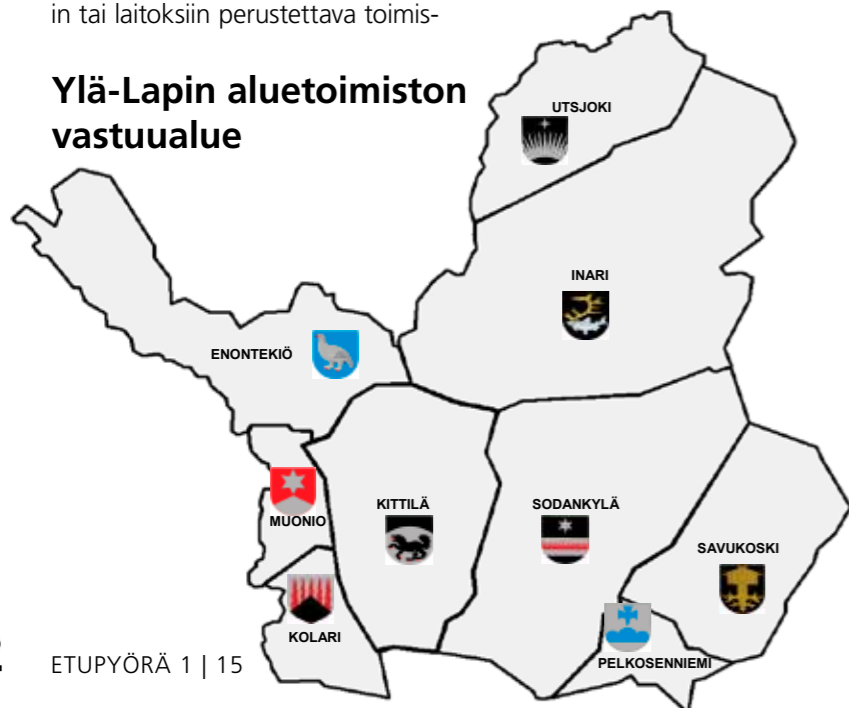 in tai laitoksiin perustettava toimis-
Ylä-Lapin aluetoimiston
vastuualue
UTSJOKI
INARI
ENONTEKIÖ
MUONIO
KITTILÄ
SODANKYLÄ
SAVUKOSKI
KOLARI
PELKOSENNIEMI
ETUPYÖRÄ 1 | 15